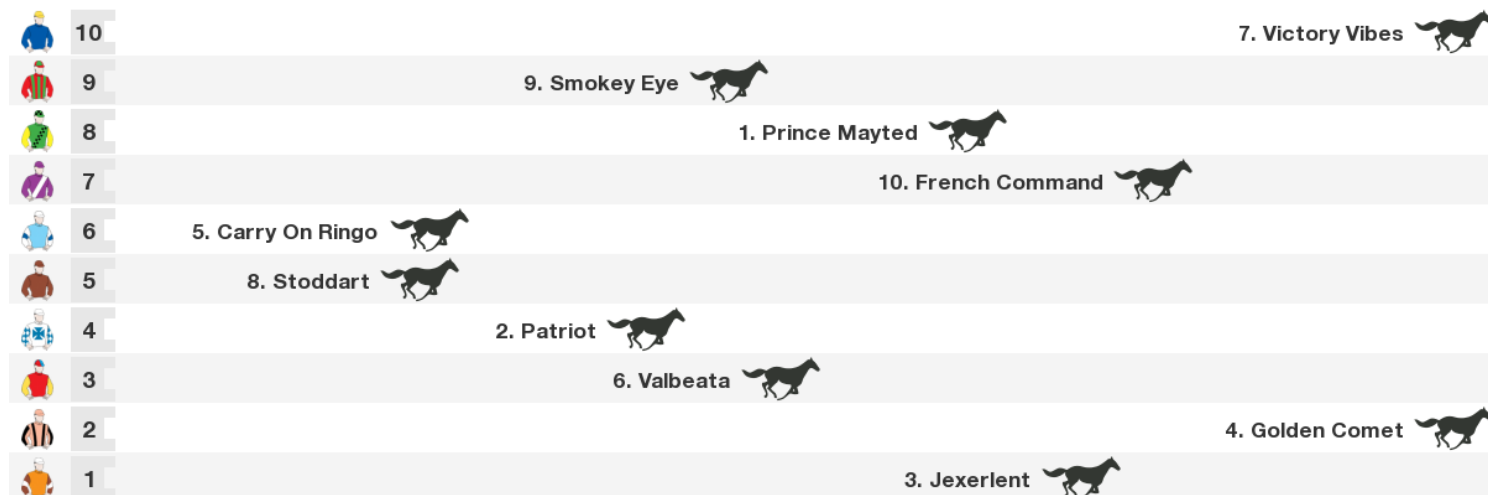 10 7. Victory Vibes
9 9. Smokey Eye
8 1. Prince Mayted
7 10. French Command
6 5. Carry On Ringo
5 8. Stoddart
4 2. Patriot
3 6. Valbeata
2 4. Golden Comet
1 3. Jexerlent